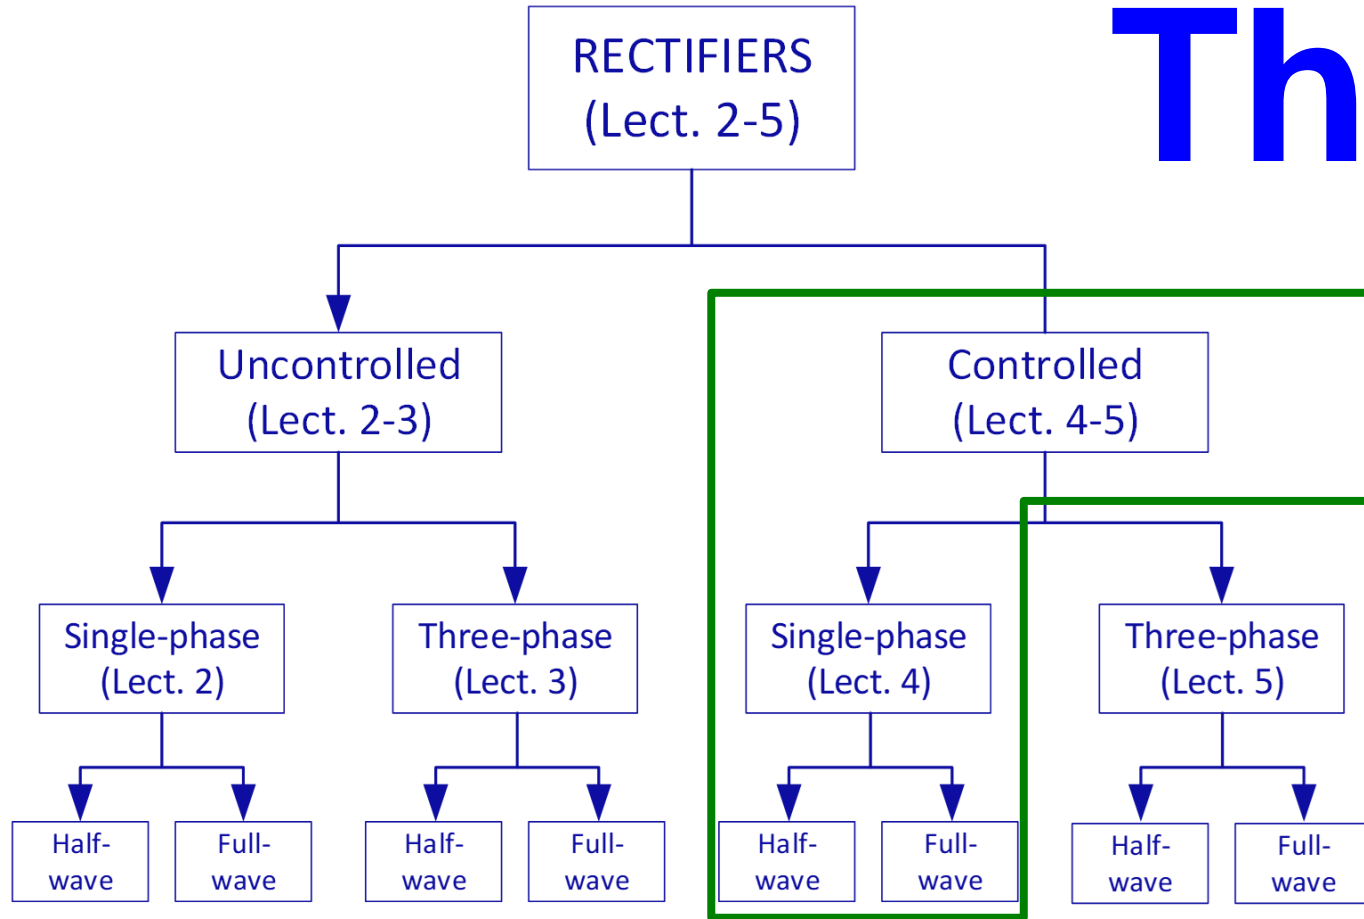 Th
RECTIFIERS
(Lect. 2-5)
Uncontrolled
(Lect. 2-3)
Controlled
(Lect. 4-5)
Single-phase
(Lect. 2)
Three-phase
(Lect. 3)
Single-phase
(Lect. 4)
Three-phase
(Lect. 5)
Half-
wave
Full-
wave
Half-
wave
Full-
wave
Half-
wave
Full-
wave
Half-
wave
Full-
wave